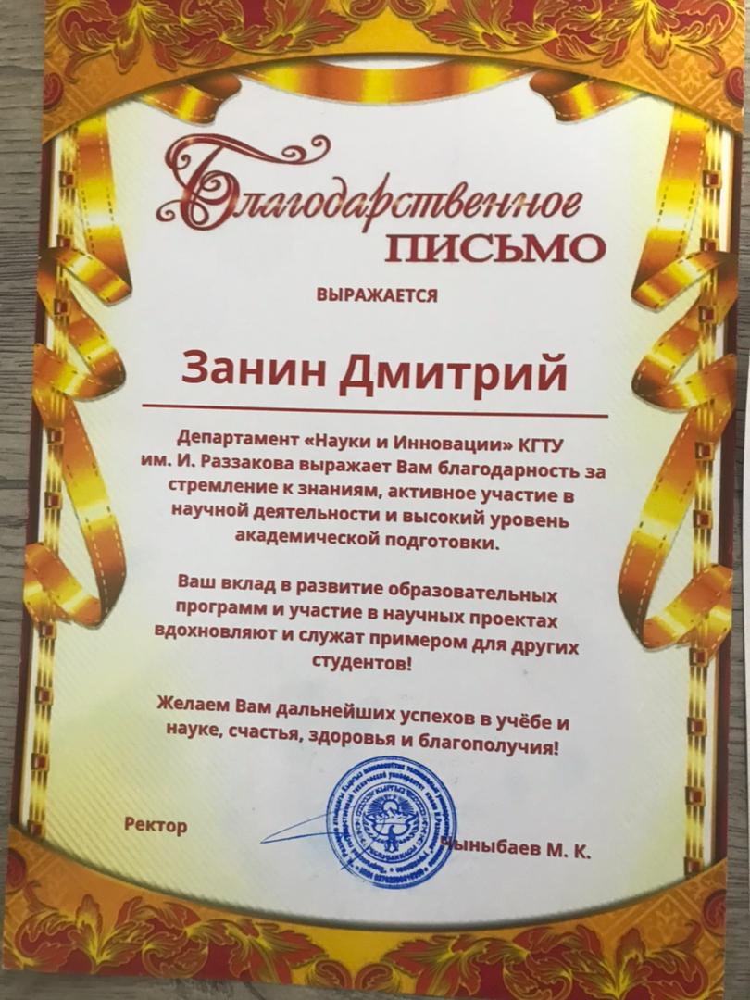 Благодарственное
ПИСЬМО
ВЫРАЖАЕТСЯ
Занин Дмитрий
Департамент «Науки и Инновации» КГТУ
им. И. Раззакова выражает Вам благодарность за
стремление к знаниям, активное участие в
научной деятельности и высокий уровень
академической подготовки.
Ваш вклад в развитие образовательных
программ и участие в научных проектах
вдохновляют и служат примером для других
студентов!
Желаем Вам дальнейших успехов в учёбе и
науке, счастья, здоровья и благополучия!
Ректор
Чыныбаев М. К.